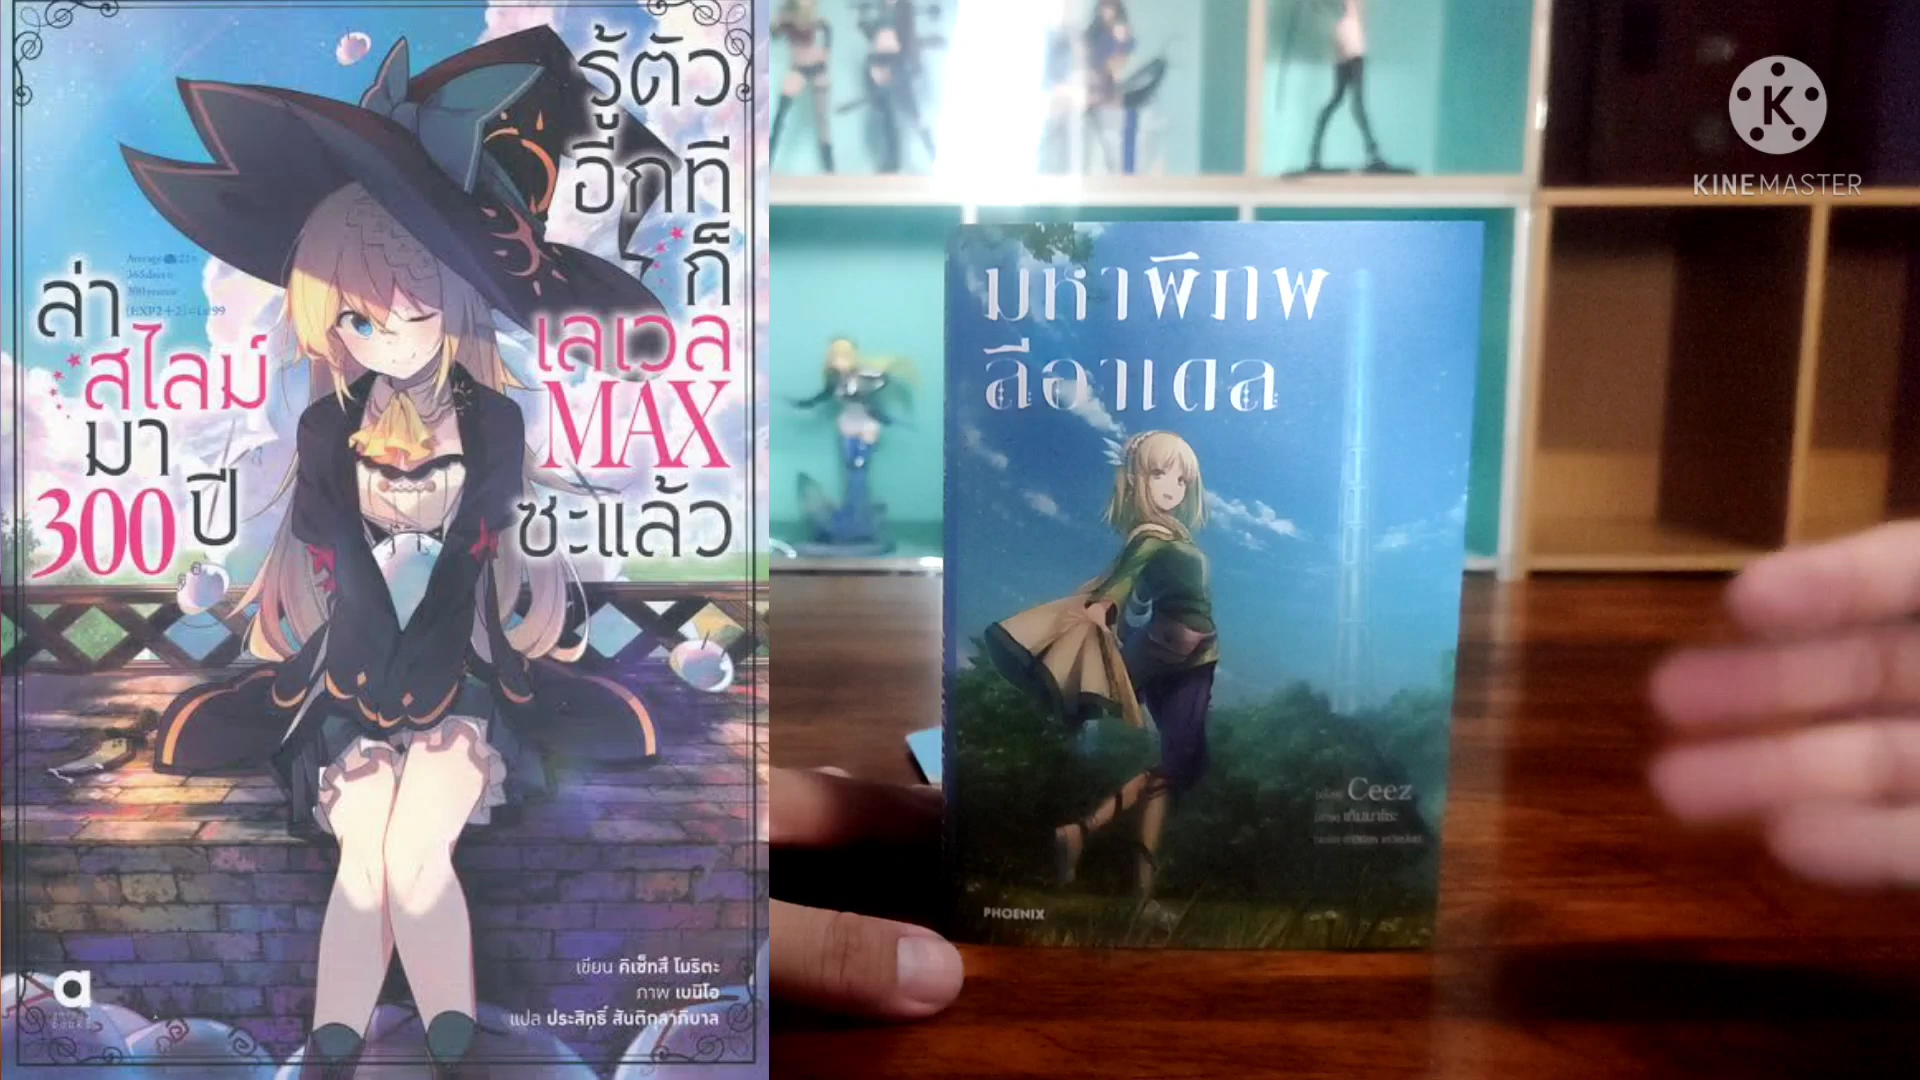 รู้ตัว
อีกที
ก็
เลเวล
MAX
ซะแล้ว
ล่า
สไลม์
มา
300 ปี
เขียน คิเซ็ทสึ โมริตะ
ภาพ เบนิโอ
แปล ประสิทธิ์ สันติกุลาภิบาล
a
มหาพิภพ
ลีอาเดล
Ceez
PHOENIX
K
KINEMASTER